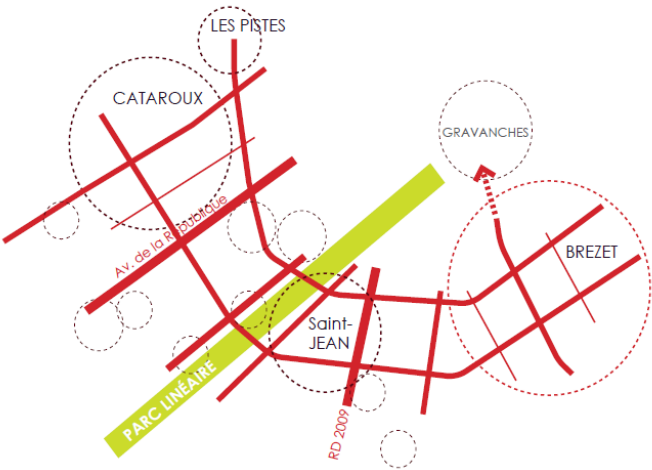 LES PISTES
CATAROUX
GRAVANCHES
Av. de la République
BREZET
Saint-
JEAN
PARC LINÉAIRE
RD 2009